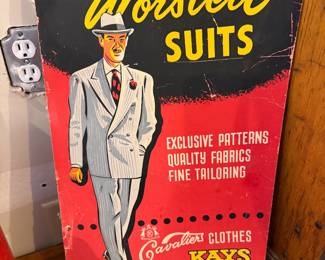 Worsted
SUITS
EXCLUSIVE PATTERNS
QUALITY FABRICS
FINE TAILORING
Cavalier CLOTHES
KAYS